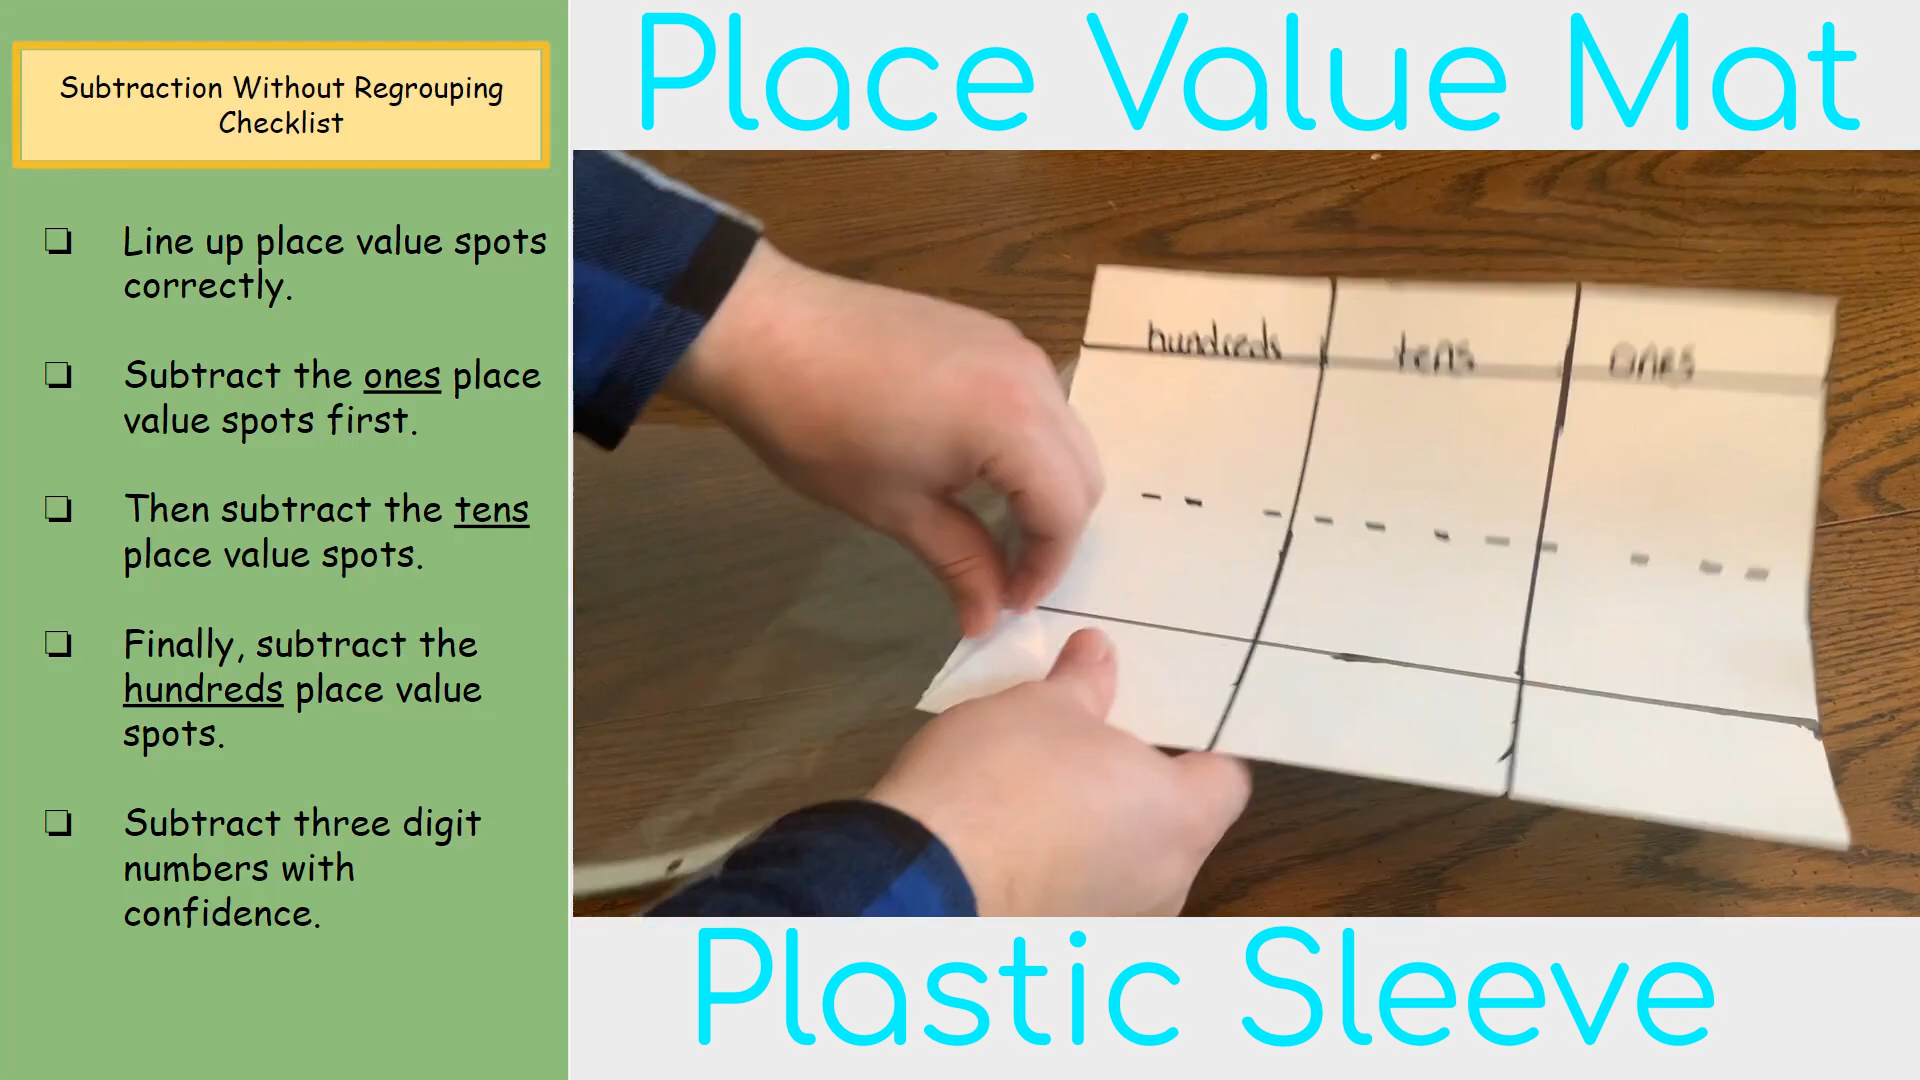 Subtraction Without Regrouping
Checklist
❏ Line up place value spots
correctly.
❏ Subtract the ones place
value spots first.
❏ Then subtract the tens
place value spots.
❏ Finally, subtract the
hundreds place value
spots.
❏ Subtract three digit
numbers with
confidence.
Place Value Mat
hundreds tens ones
Plastic Sleeve